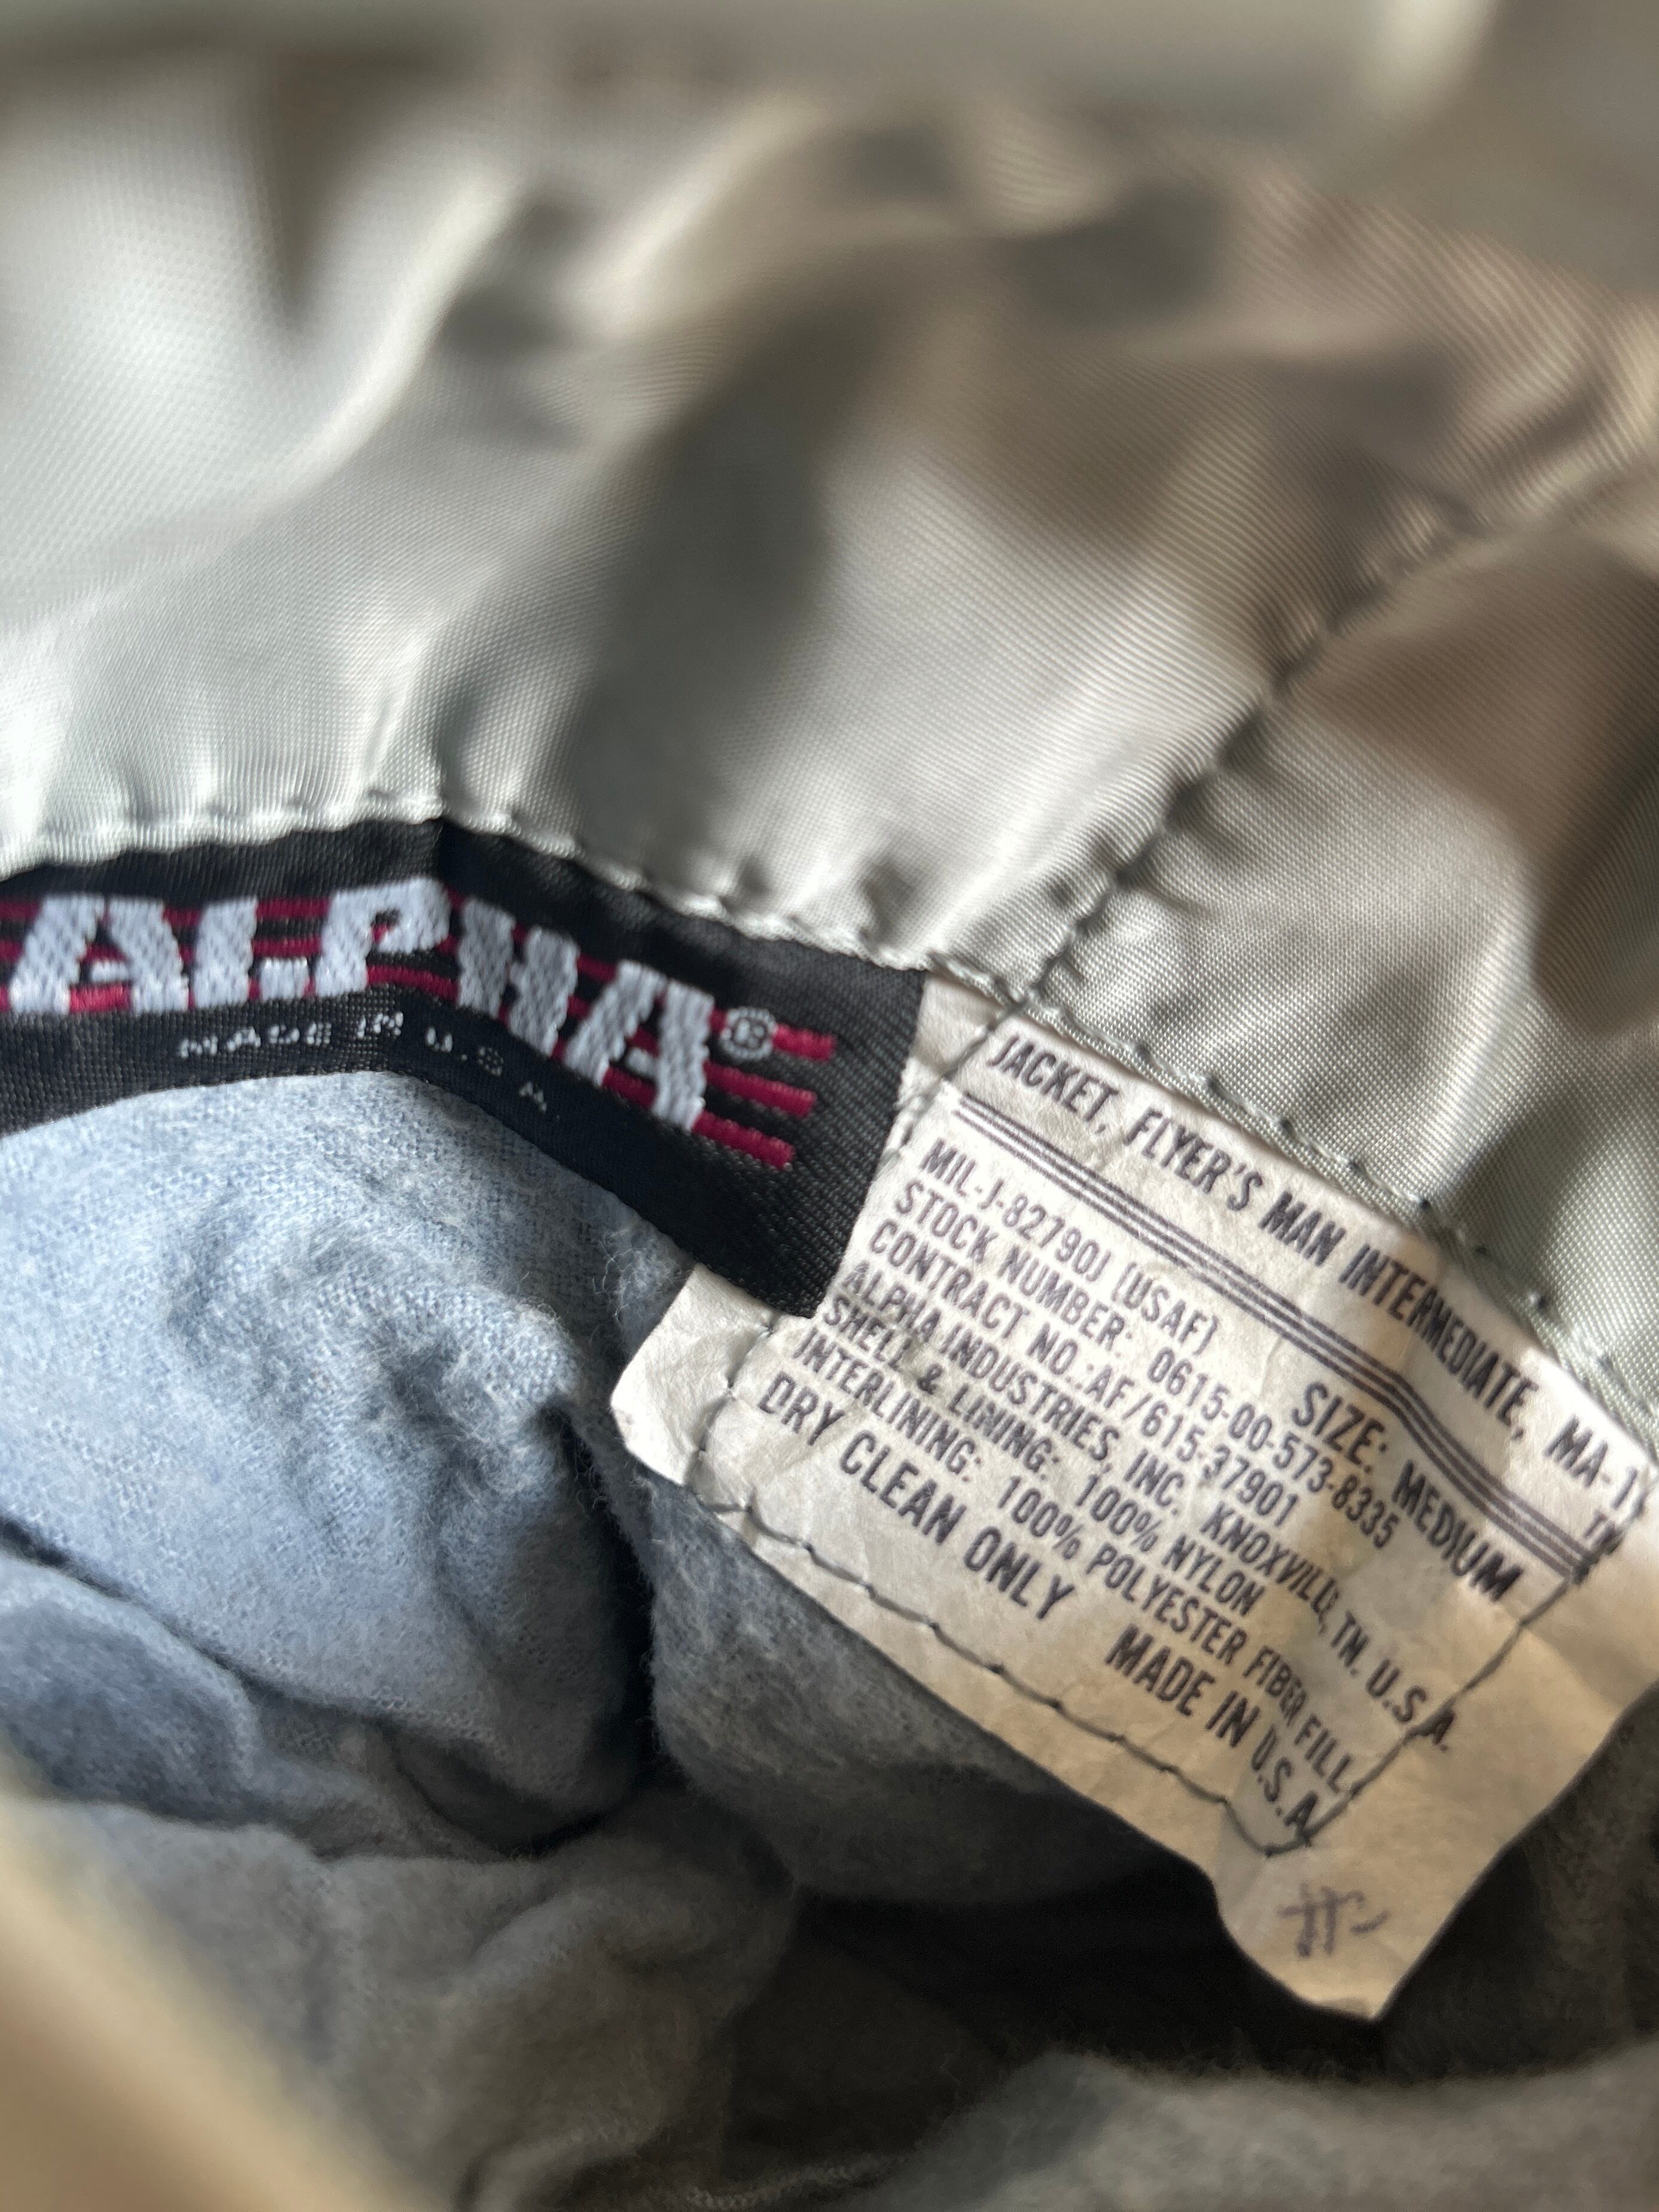 ALPHA®
MADE IN U.S.A.
JACKET, FLYER'S MAN INTERMEDIATE, MA-1
TM
SIZE: MEDIUM
MIL-J-82790J (USAF)
STOCK NUMBER: 0615-00-573-8335
CONTRACT NO.:AF/615-37901
ALPHA INDUSTRIES, INC. KNOXVILLE, TN. U.S.A.
SHELL & LINING: 100% NYLON
INTERLINING: 100% POLYESTER FIBER FILL
DRY CLEAN ONLY MADE IN U.S.A.